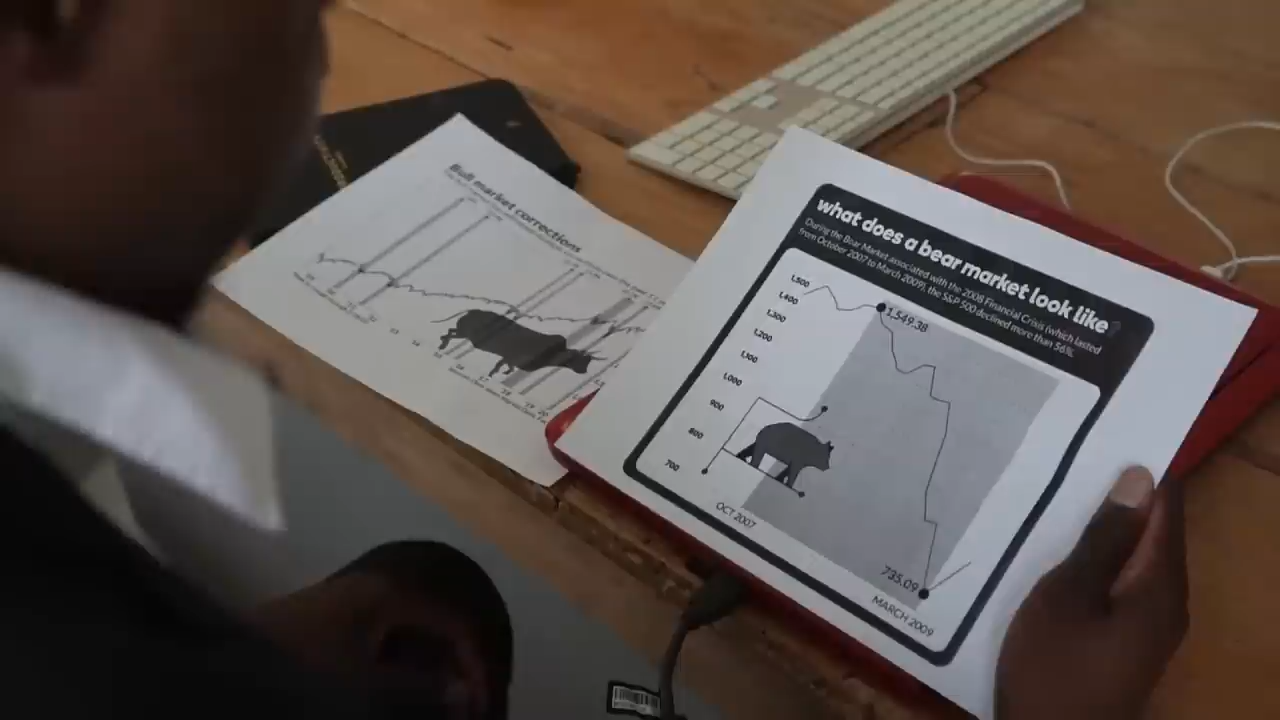 Bull market corrections
what does a bear market look like?
During the Bear Market associated with the 2008 Financial Crisis (which lasted
from October 2007 to March 2009), the S&P 500 declined more than 56%.
1,500
1,400
1,300
1,200
1,100
1,000
900
800
700
1,549.38
735.09
OCT 2007
MARCH 2009